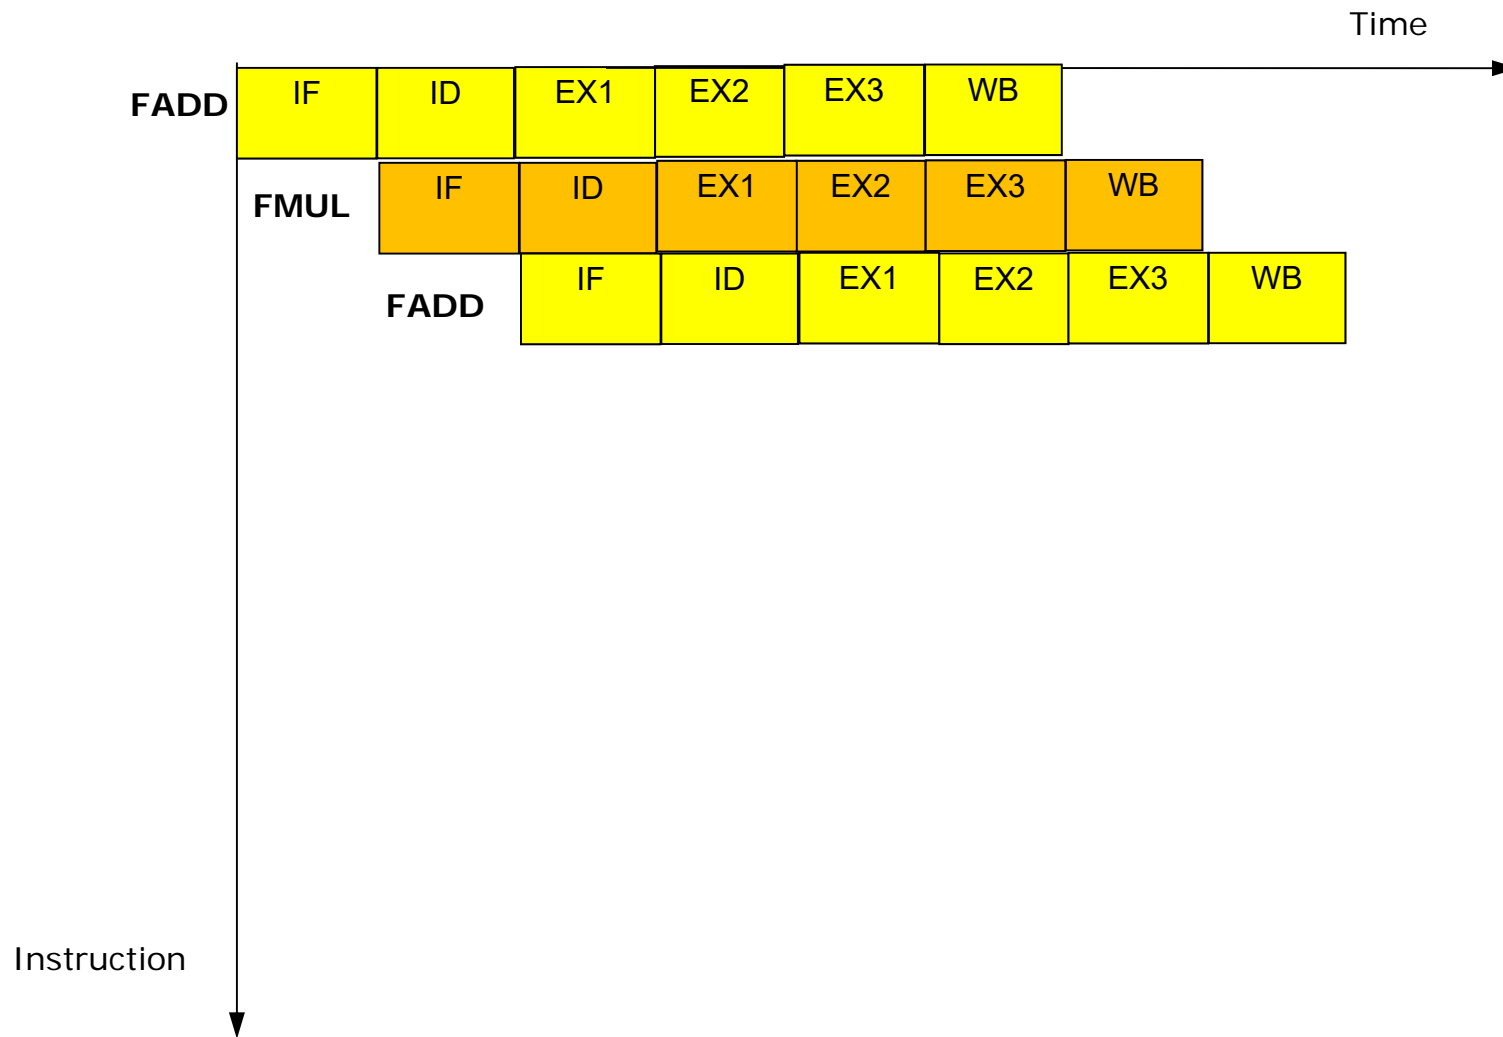 Time
FADD IF ID EX1 EX2 EX3 WB
FMUL IF ID EX1 EX2 EX3 WB
FADD IF ID EX1 EX2 EX3 WB
Instruction